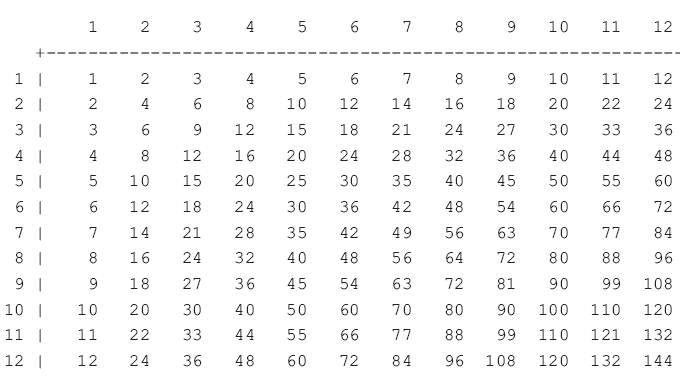 1 2 3 4 5 6 7 8 9 10 11 12
+-------------------------------------------------------------
1 | 1 2 3 4 5 6 7 8 9 10 11 12
2 | 2 4 6 8 10 12 14 16 18 20 22 24
3 | 3 6 9 12 15 18 21 24 27 30 33 36
4 | 4 8 12 16 20 24 28 32 36 40 44 48
5 | 5 10 15 20 25 30 35 40 45 50 55 60
6 | 6 12 18 24 30 36 42 48 54 60 66 72
7 | 7 14 21 28 35 42 49 56 63 70 77 84
8 | 8 16 24 32 40 48 56 64 72 80 88 96
9 | 9 18 27 36 45 54 63 72 81 90 99 108
10 | 10 20 30 40 50 60 70 80 90 100 110 120
11 | 11 22 33 44 55 66 77 88 99 110 121 132
12 | 12 24 36 48 60 72 84 96 108 120 132 144